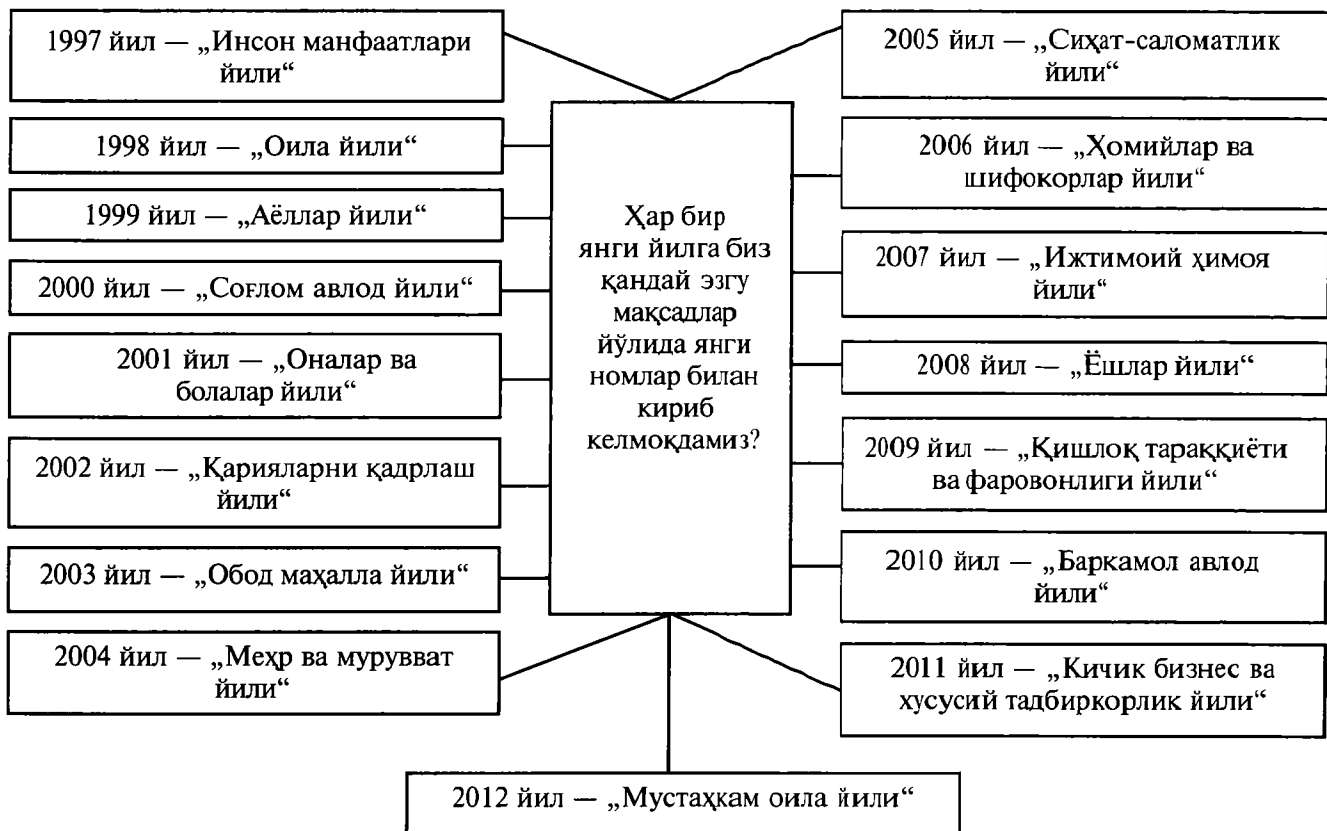 1997 йил — „Инсон манфаатлари
йили“
1998 йил — „Оила йили“
1999 йил — „Аёллар йили“
2000 йил — „Соғлом авлод йили“
2001 йил — „Оналар ва
болалар йили“
2002 йил — „Қарияларни қадрлаш
йили“
2003 йил — „Обод маҳалла йили“
2004 йил — „Меҳр ва мурувват
йили“
Ҳар бир
янги йилга биз
қандай эзгу
мақсадлар
йўлида янги
номлар билан
кириб
келмоқдамиз?
2005 йил — „Сиҳат-саломатлик
йили“
2006 йил — „Ҳомийлар ва
шифокорлар йили“
2007 йил — „Ижтимоий ҳимоя
йили“
2008 йил — „Ёшлар йили“
2009 йил — „Қишлоқ тараққиёти
ва фаровонлиги йили“
2010 йил — „Баркамол авлод
йили“
2011 йил — „Кичик бизнес ва
хусусий тадбиркорлик йили“
2012 йил — „Мустаҳкам оила йили“